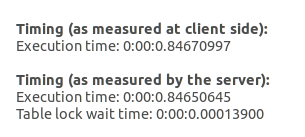 Timing (as measured at client side):
Execution time: 0:00:0.84670997
Timing (as measured by the server):
Execution time: 0:00:0.84650645
Table lock wait time: 0:00:0.00013900